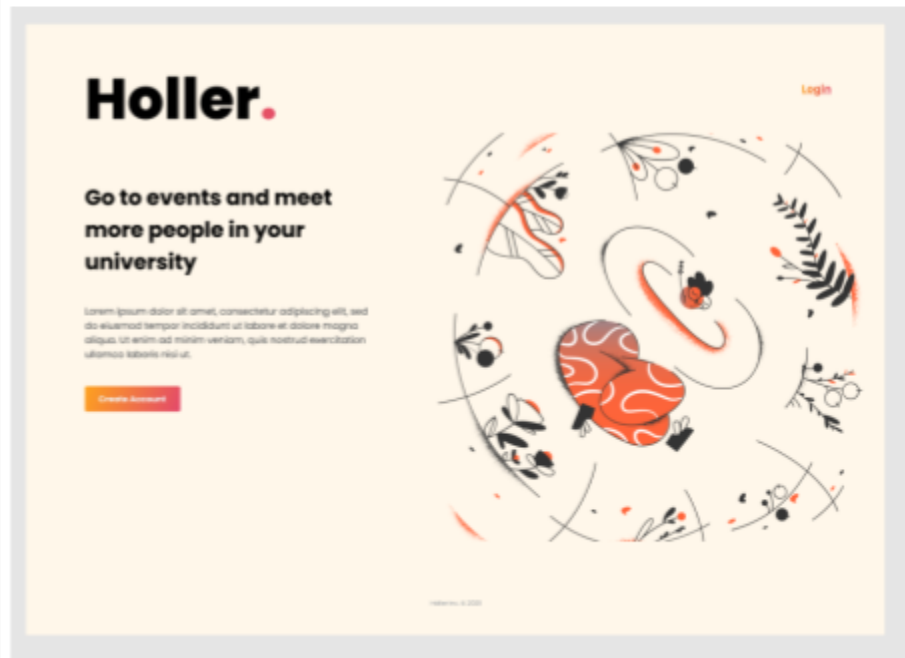 Holler.
Login
Go to events and meet
more people in your
university
Lorem ipsum dolor sit amet, consectetur adipiscing elit, sed
do eiusmod tempor incididunt ut labore et dolore magna
aliqua. Ut enim ad minim veniam, quis nostrud exercitation
ullamco laboris nisi ut.
Create Account